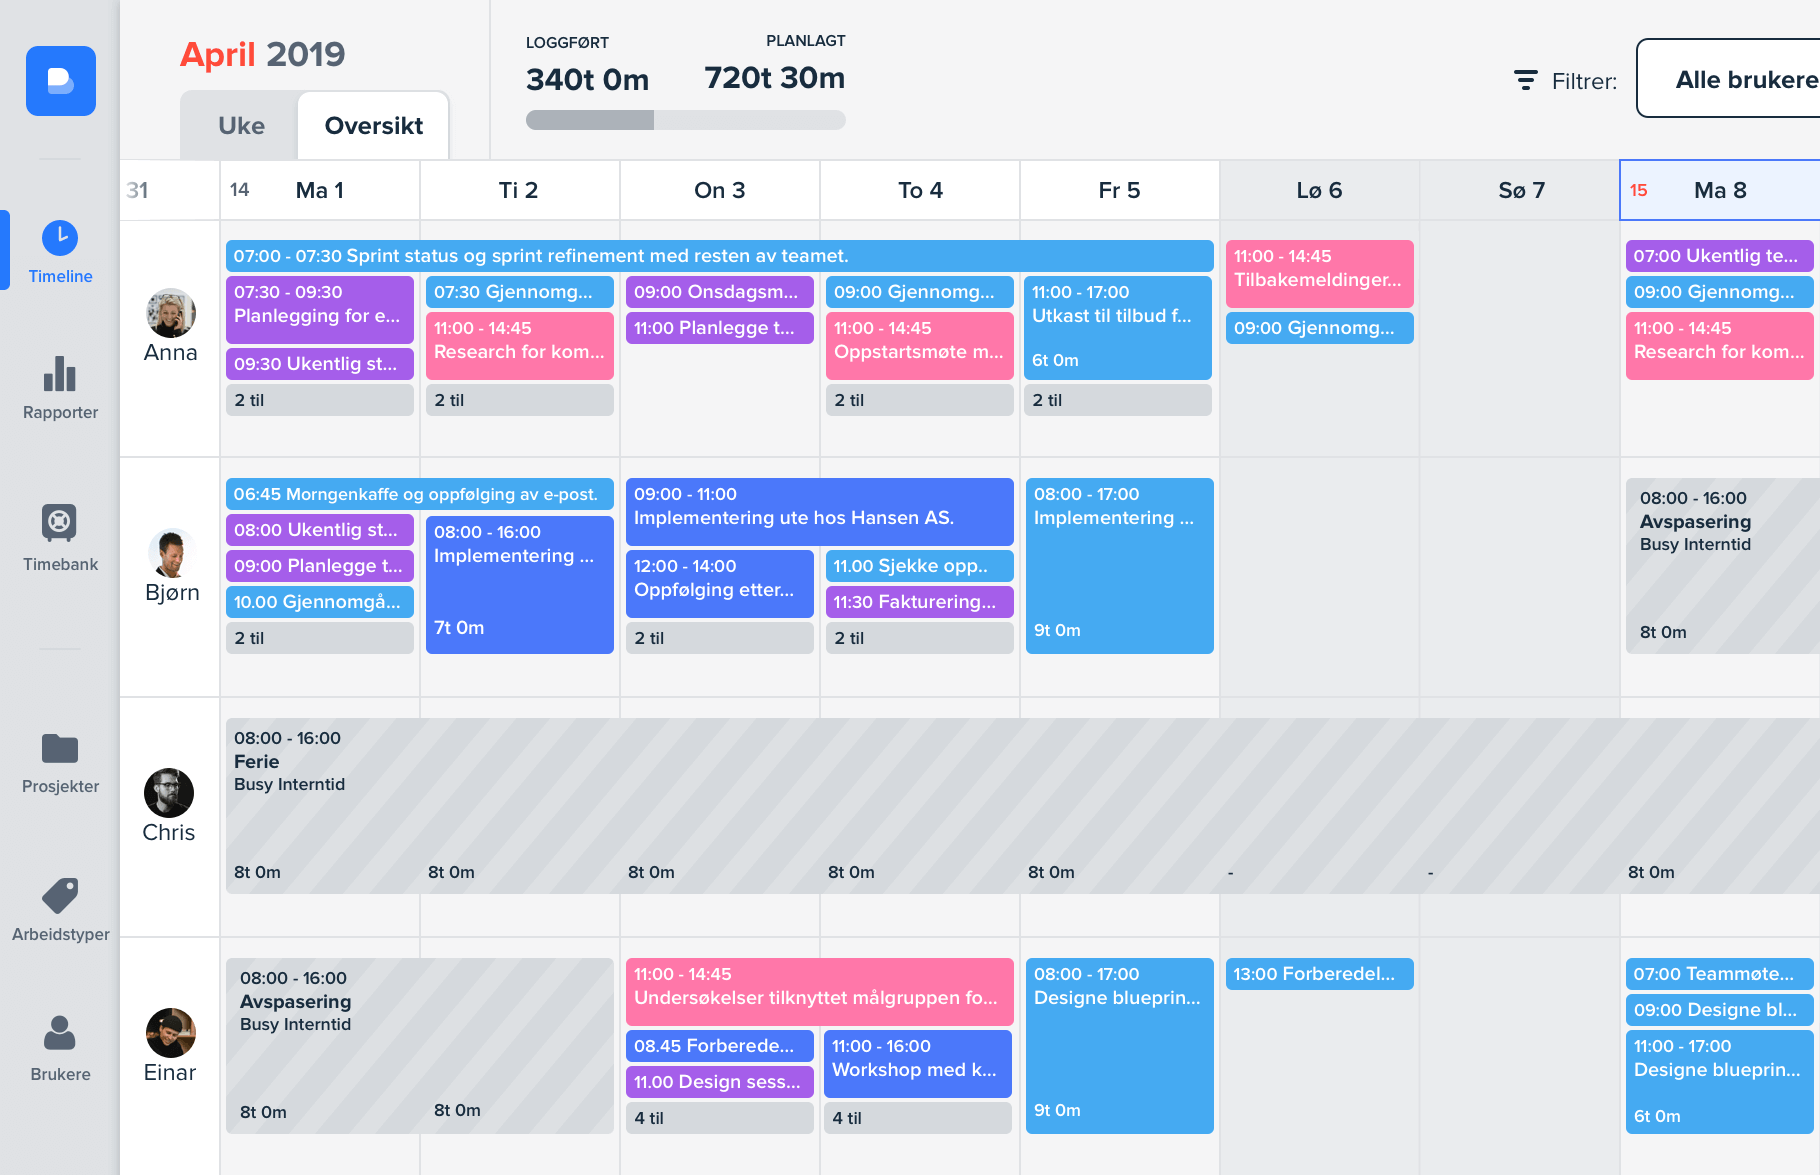 April 2019
Uke
Oversikt
LOGGFØRT
340t 0m
PLANLAGT
720t 30m
Filtrer:
Alle brukere
Timeline
Rapporter
Timebank
Prosjekter
Arbeidstyper
Brukere
31
14 Ma 1
Ti 2
On 3
To 4
Fr 5
Lø 6
Sø 7
15 Ma 8
Anna
07:00 - 07:30 Sprint status og sprint refinement med resten av teamet.
07:30 - 09:30
Planlegging for e...
09:30 Ukentlig st...
2 til
07:30 Gjennomg...
11:00 - 14:45
Research for kom...
2 til
09:00 Onsdagsm...
11:00 Planlegge t...
09:00 Gjennomg...
11:00 - 14:45
Oppstartsmøte m...
2 til
11:00 - 17:00
Utkast til tilbud f...
6t 0m
2 til
11:00 - 14:45
Tilbakemeldinger...
09:00 Gjennomg...
07:00 Ukentlig te...
09:00 Gjennomg...
11:00 - 14:45
Research for kom...
Bjørn
06:45 Morngenkaffe og oppfølging av e-post.
08:00 Ukentlig st...
09:00 Planlegge t...
10.00 Gjennomgå...
2 til
08:00 - 16:00
Implementering ...
7t 0m
09:00 - 11:00
Implementering ute hos Hansen AS.
12:00 - 14:00
Oppfølging etter...
2 til
11.00 Sjekke opp..
11:30 Fakturering...
2 til
08:00 - 17:00
Implementering ...
9t 0m
08:00 - 16:00
Avspasering
Busy Interntid
8t 0m
Chris
08:00 - 16:00
Ferie
Busy Interntid
8t 0m
8t 0m
8t 0m
8t 0m
8t 0m
-
-
8t 0m
Einar
08:00 - 16:00
Avspasering
Busy Interntid
8t 0m
8t 0m
11:00 - 14:45
Undersøkelser tilknyttet målgruppen fo...
08.45 Forberede...
11.00 Design sess...
4 til
11:00 - 16:00
Workshop med k...
4 til
08:00 - 17:00
Designe blueprin...
9t 0m
13:00 Forberedel...
07:00 Teammøte...
09:00 Designe bl...
11:00 - 17:00
Designe blueprin...
6t 0m